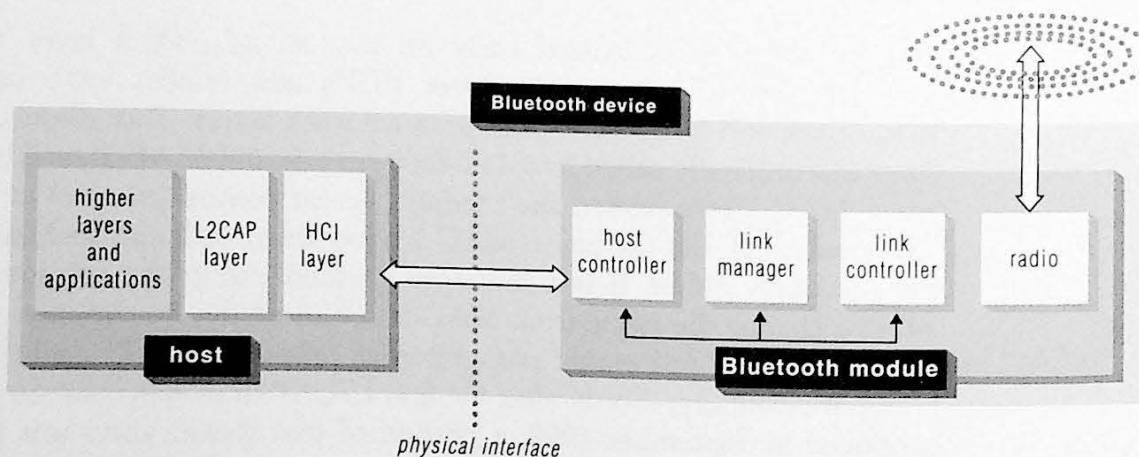 Bluetooth device
higher
layers
and
applications
L2CAP
layer
HCI
layer
host
controller
link
manager
link
controller
radio
host
Bluetooth module
physical interface